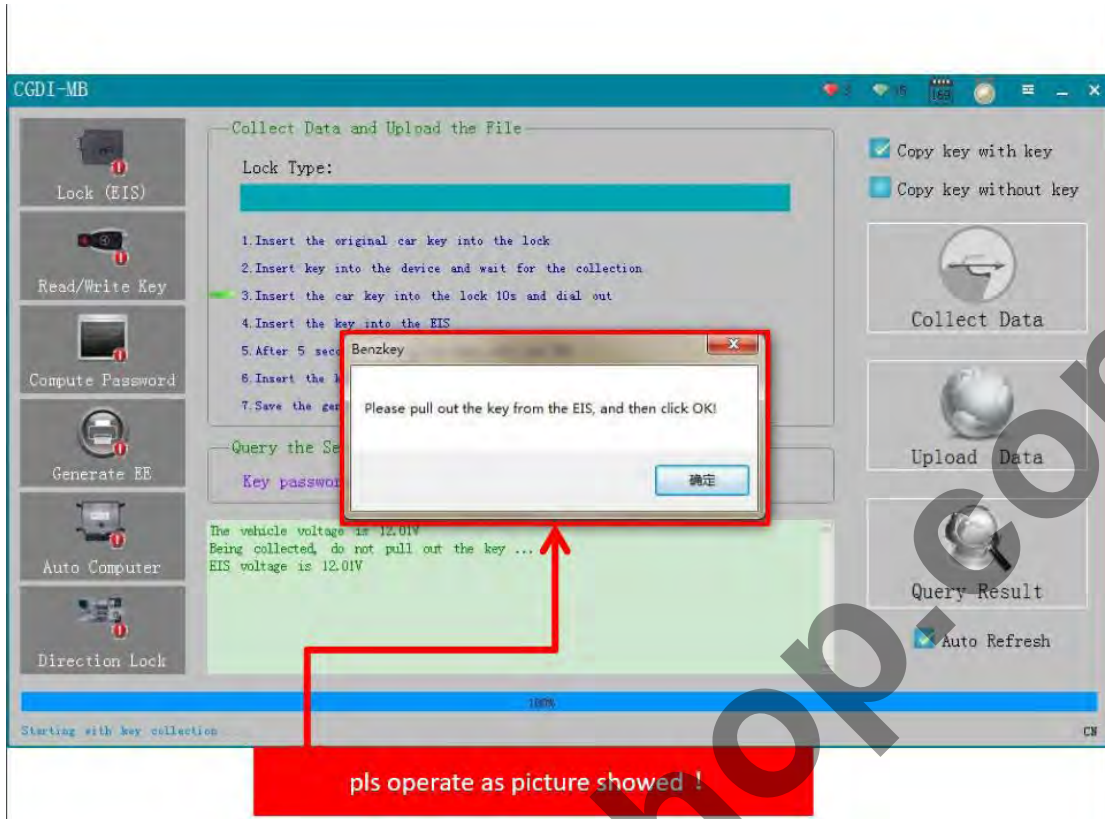 CGDI-MB
169
Lock (EIS)
Read/Write Key
Compute Password
Generate EE
Auto Computer
Direction Lock
Collect Data and Upload the File
Lock Type:
1.Insert the original car key into the lock
2.Insert key into the device and wait for the collection
3.Insert the car key into the lock 10s and dial out
4.Insert the key into the EIS
5.After 5
6.Insert the
7.Save the
Benzkey
Please pull out the key from the EIS, and then click OK!
确定
Query the
Key
The vehicle voltage is 12.01V
Being collected, do not pull out the key ...
EIS voltage is 12.01V
Copy key with key
Copy key without key
Collect Data
Upload Data
Query Result
Auto Refresh
100%
Starting with key collection
CN
pls operate as picture showed !